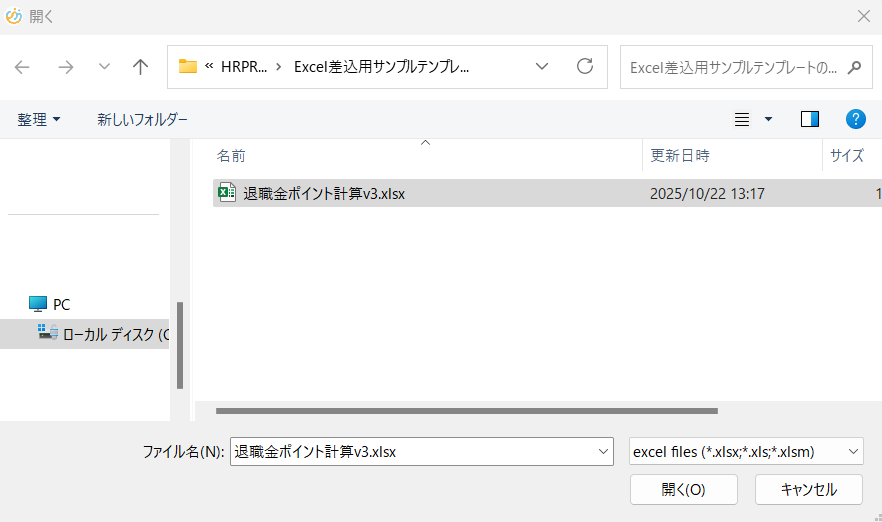 開く
« HRPR... › Excel差込用サンプルテンプレ...
Excel差込用サンプルテンプレートの...
整理
新しいフォルダー
?
名前
更新日時
サイズ
退職金ポイント計算v3.xlsx
2025/10/22 13:17
1
PC
ローカル ディスク (C
ファイル名(N):
退職金ポイント計算v3.xlsx
excel files (*.xlsx;*.xls;*.xlsm)
開く(O)
キャンセル